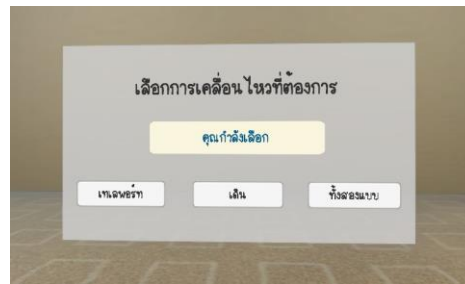 เลือกการเคลื่อนไหวที่ต้องการ
คุณกำลังเลือก
เทเลพอร์ท เดิน ทั้งสองแบบ